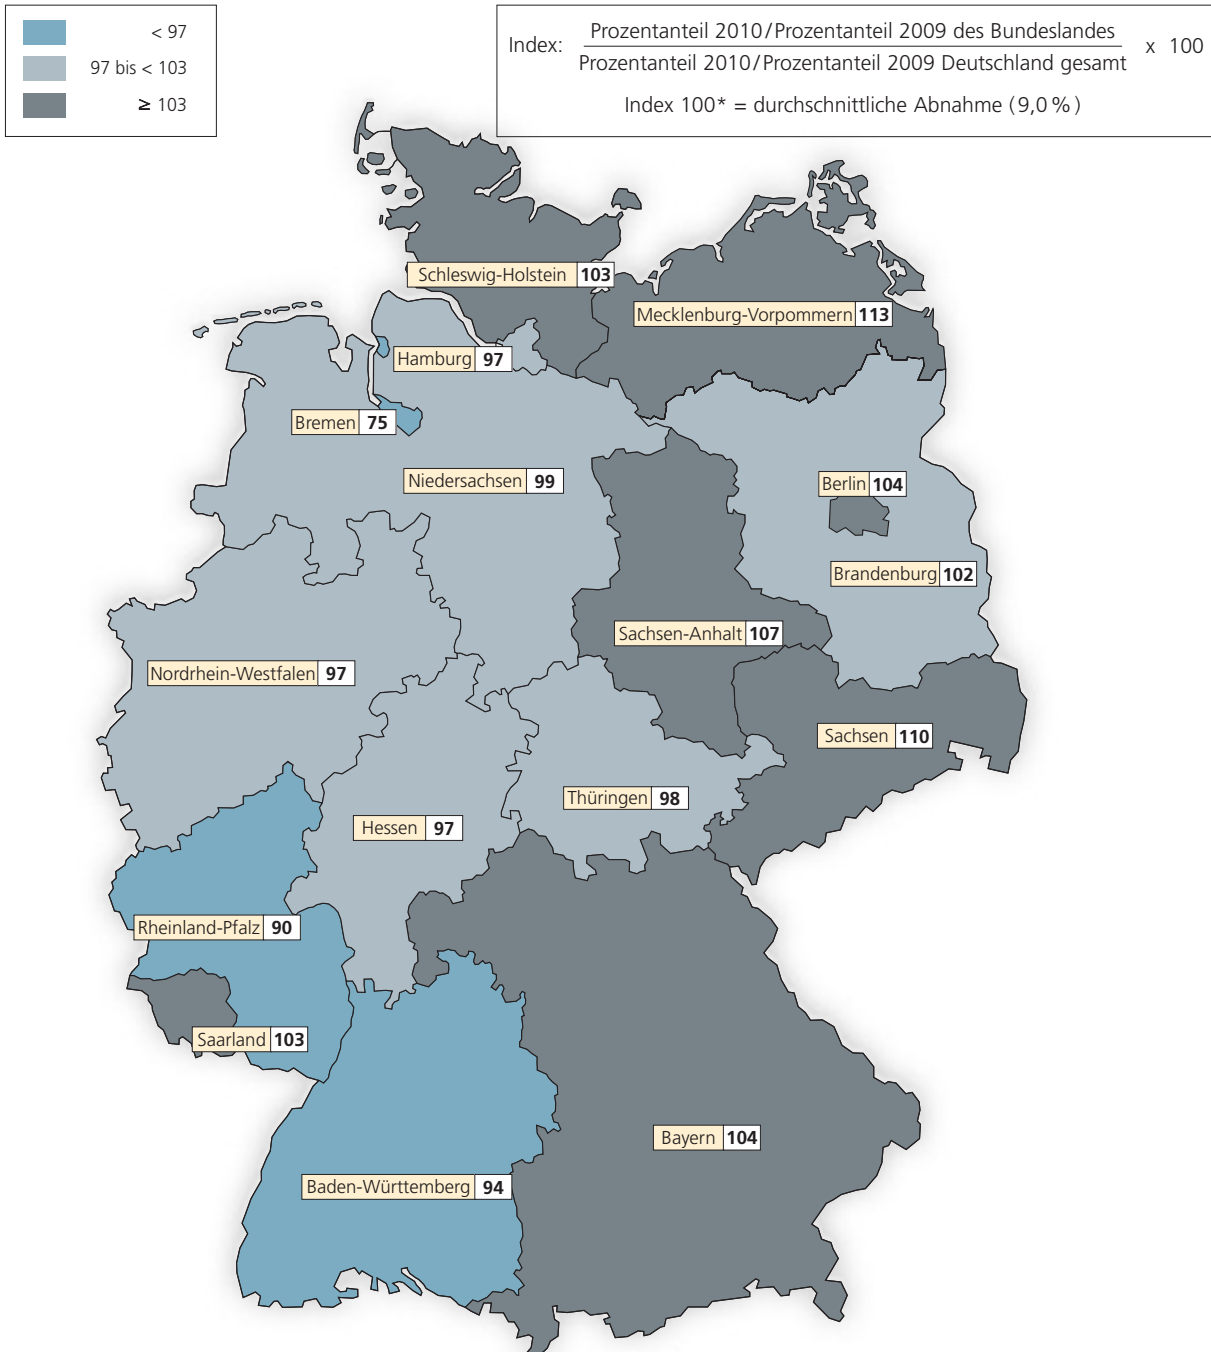 < 97
97 bis < 103
≥ 103
Index: Prozentanteil 2010/Prozentanteil 2009 des Bundeslandes
Prozentanteil 2010/Prozentanteil 2009 Deutschland gesamt x 100
Index 100* = durchschnittliche Abnahme (9,0 %)
Schleswig-Holstein 103
Mecklenburg-Vorpommern 113
Hamburg 97
Bremen 75
Niedersachsen 99
Berlin 104
Brandenburg 102
Sachsen-Anhalt 107
Nordrhein-Westfalen 97
Sachsen 110
Thüringen 98
Hessen 97
Rheinland-Pfalz 90
Saarland 103
Bayern 104
Baden-Württemberg 94